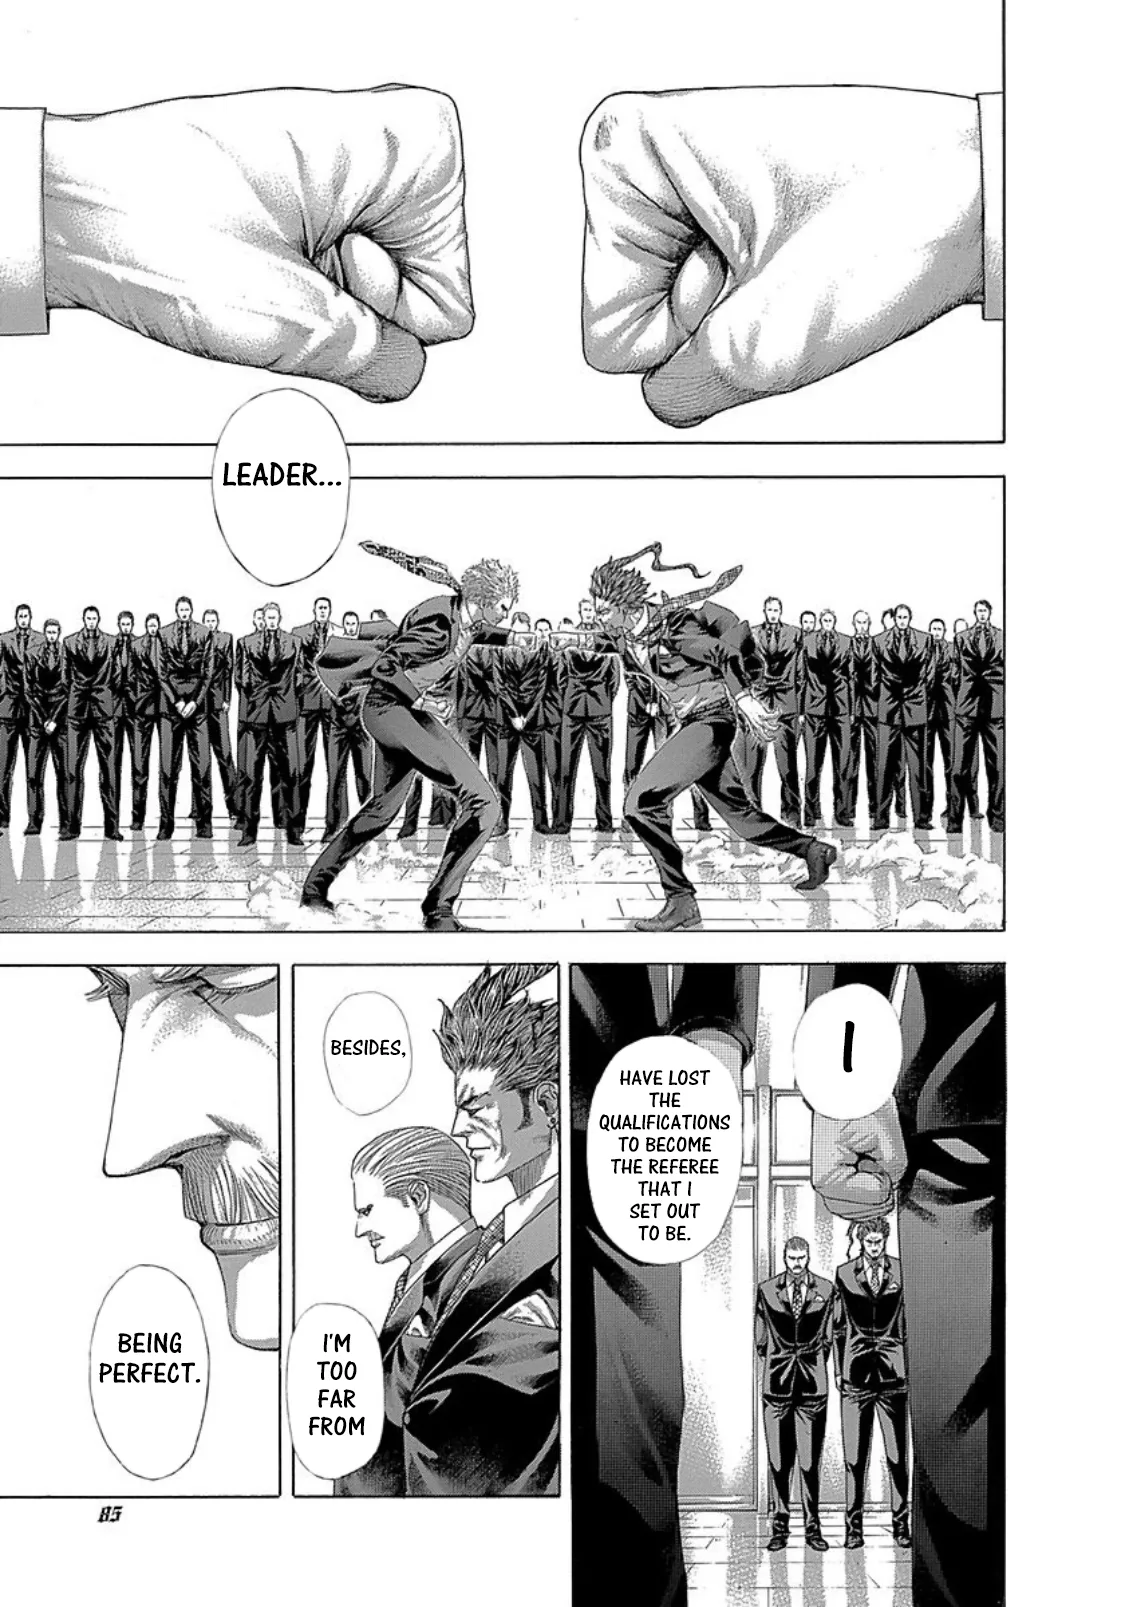 LEADER...
I
HAVE LOST
THE
QUALIFICATIONS
TO BECOME
THE REFEREE
THAT I
SET OUT
TO BE.
BESIDES,
I'M
TOO
FAR
FROM
BEING
PERFECT.
85